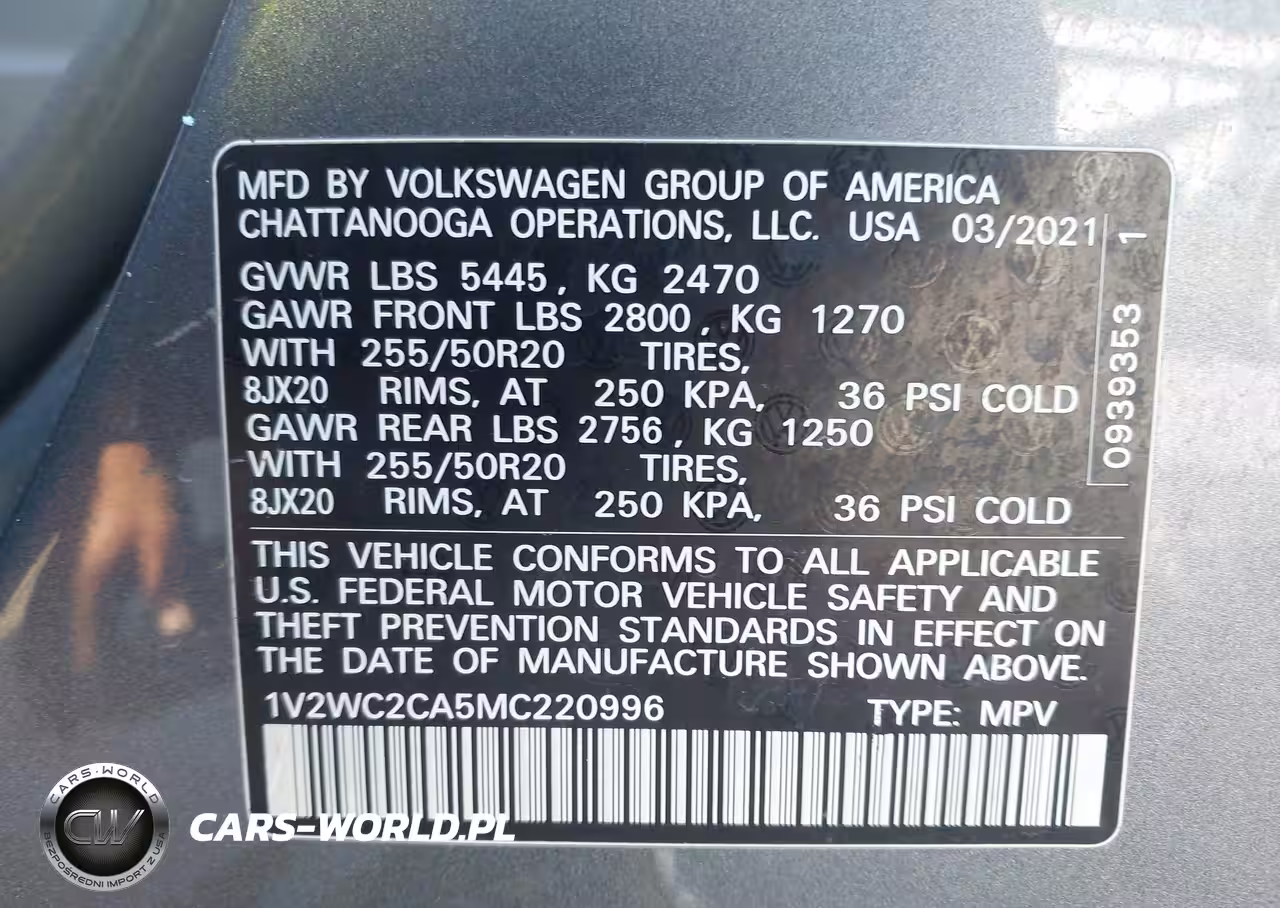 MFD BY VOLKSWAGEN GROUP OF AMERICA
CHATTANOOGA OPERATIONS, LLC. USA 03/2021
GVWR LBS 5445, KG 2470
GAWR FRONT LBS 2800, KG 1270
WITH 255/50R20 TIRES,
8JX20 RIMS, AT 250 KPA, 36 PSI COLD
GAWR REAR LBS 2756, KG 1250
WITH 255/50R20 TIRES,
8JX20 RIMS, AT 250 KPA, 36 PSI COLD
0939353 1
THIS VEHICLE CONFORMS TO ALL APPLICABLE
U.S. FEDERAL MOTOR VEHICLE SAFETY AND
THEFT PREVENTION STANDARDS IN EFFECT ON
THE DATE OF MANUFACTURE SHOWN ABOVE.
1V2WC2CA5MC220996 TYPE: MPV
CARS-WORLD
CW
BEZPOŚREDNI IMPORT Z USA
CARS-WORLD.PL